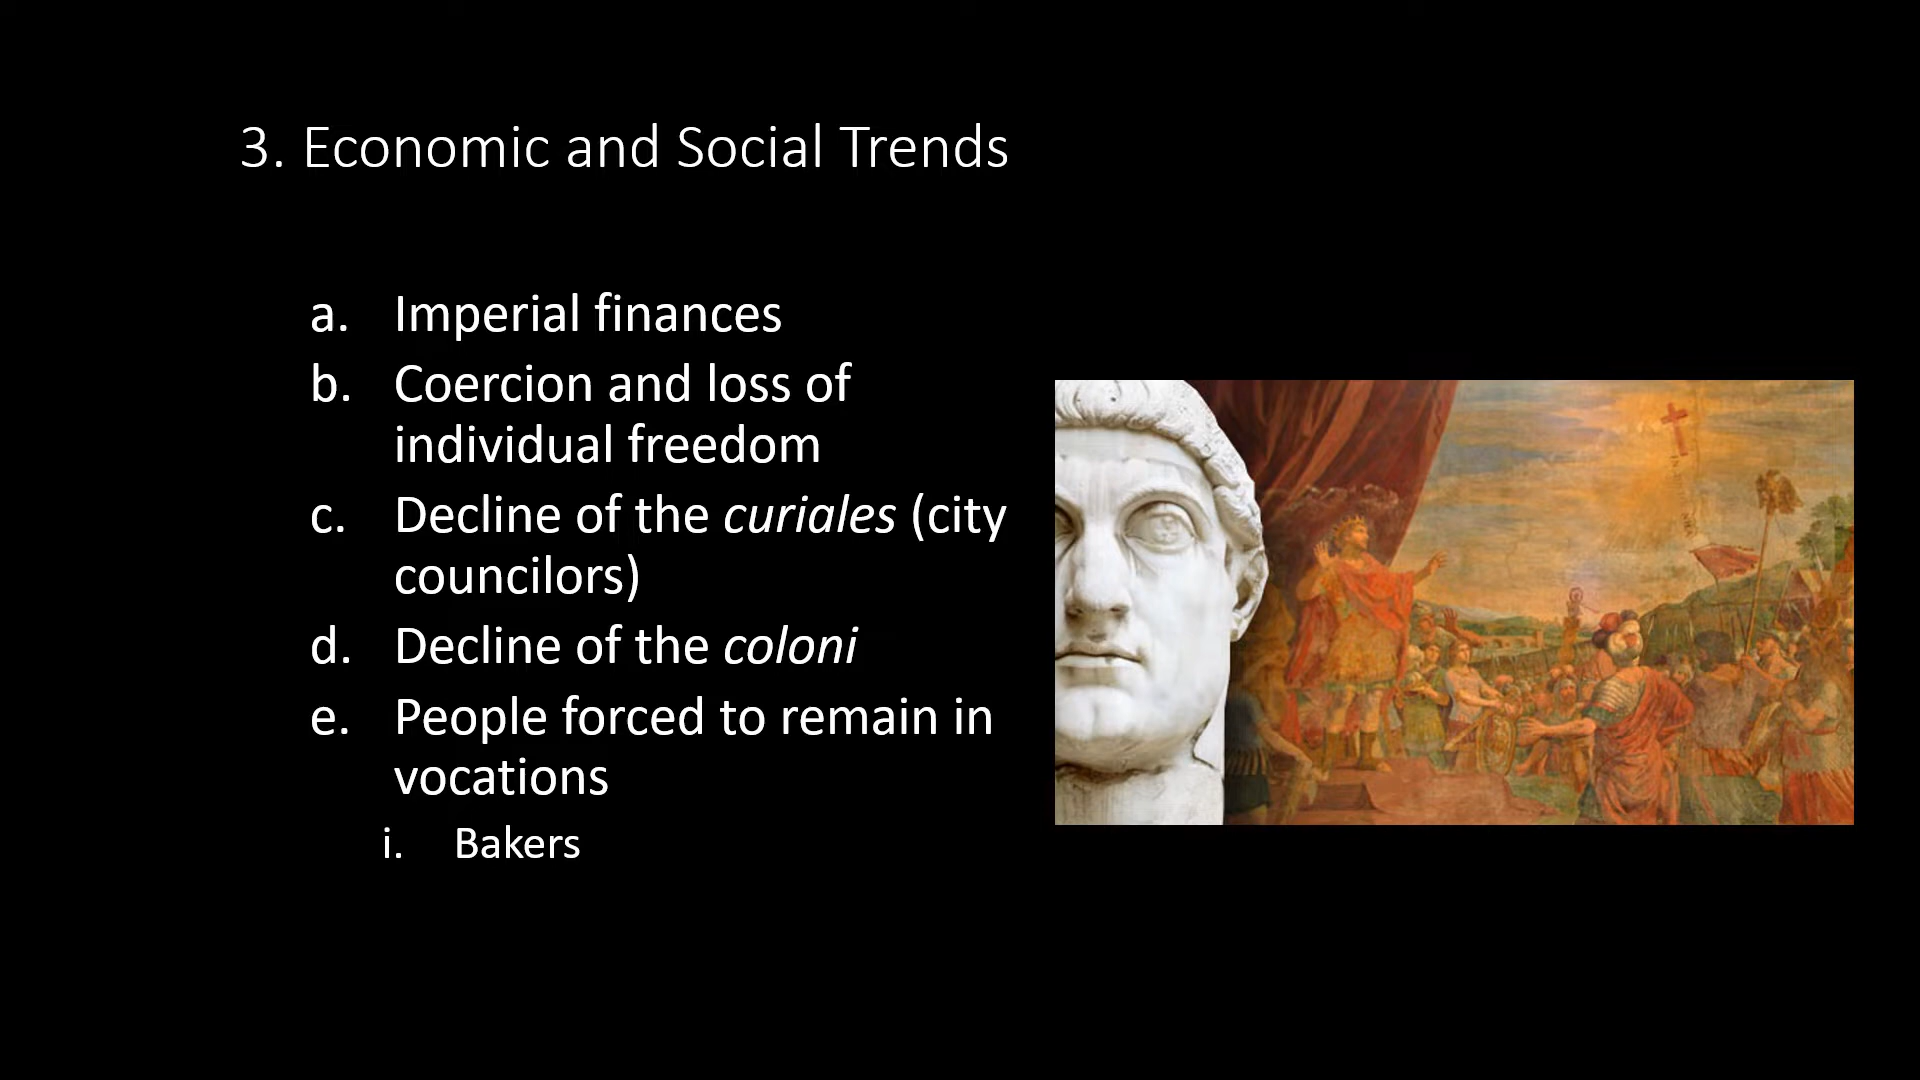 3. Economic and Social Trends
a. Imperial finances
b. Coercion and loss of
individual freedom
c. Decline of the curiales (city
councilors)
d. Decline of the coloni
e. People forced to remain in
vocations
i. Bakers